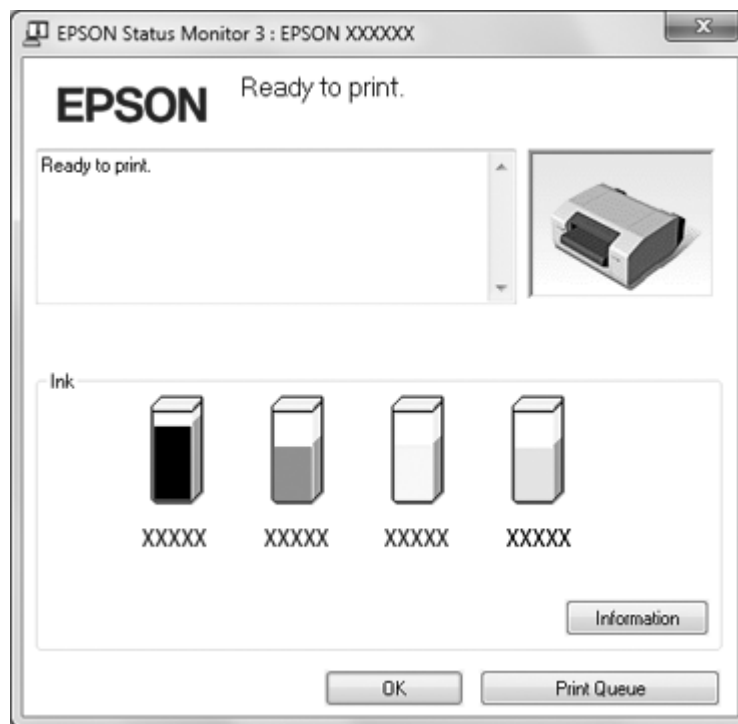 EPSON Status Monitor 3 : EPSON XXXXXX
EPSON
Ready to print.
Ready to print.
Ink
XXXXX XXXXX XXXXX XXXXX
Information
OK
Print Queue